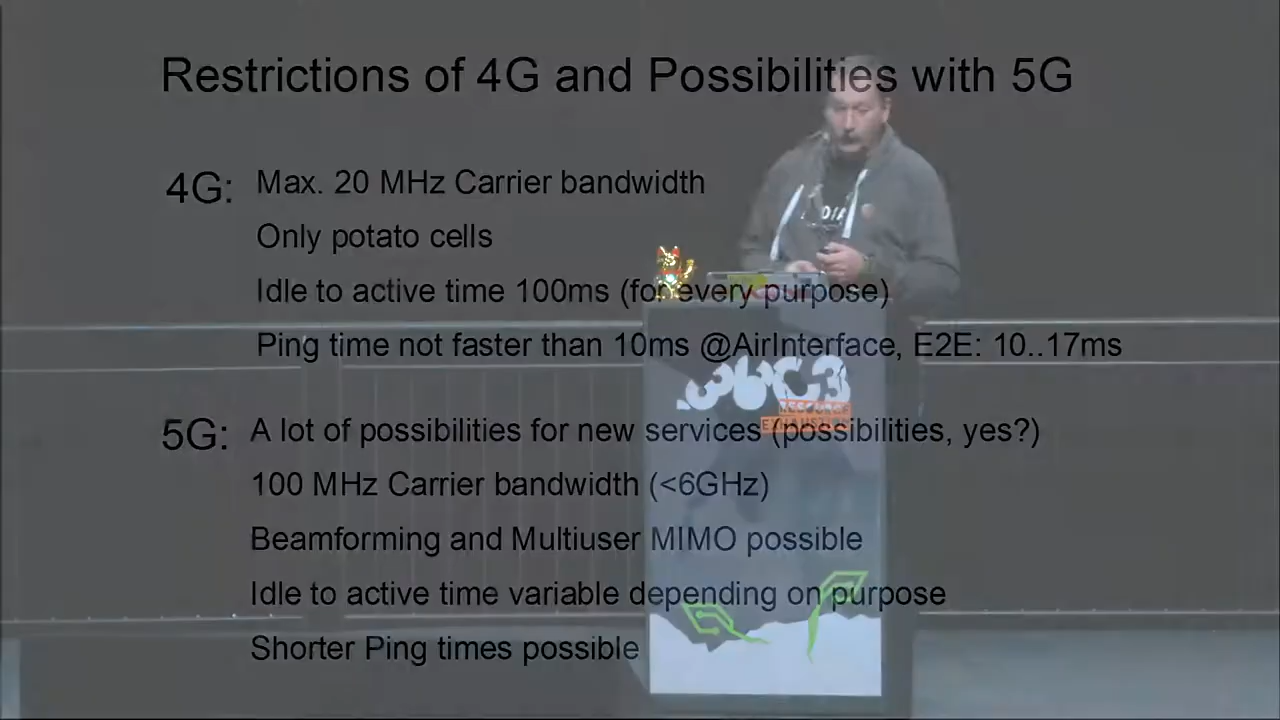 Restrictions of 4G and Possibilities with 5G
4G: Max. 20 MHz Carrier bandwidth
Only potato cells
Idle to active time 100ms (for every purpose)
Ping time not faster than 10ms @AirInterface, E2E: 10..17ms
36C3
RESOURCE
EXHAUSTION
5G: A lot of possibilities for new services (possibilities, yes?)
100 MHz Carrier bandwidth (<6GHz)
Beamforming and Multiuser MIMO possible
Idle to active time variable depending on purpose
Shorter Ping times possible